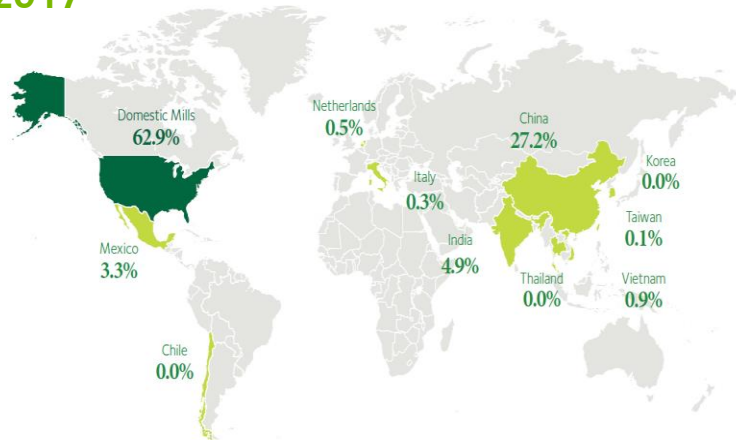 2017
Domestic Mills
62.9%
Netherlands
0.5%
China
27.2%
Korea
0.0%
Italy
0.3%
Taiwan
0.1%
Mexico
3.3%
India
4.9%
Thailand
0.0%
Vietnam
0.9%
Chile
0.0%